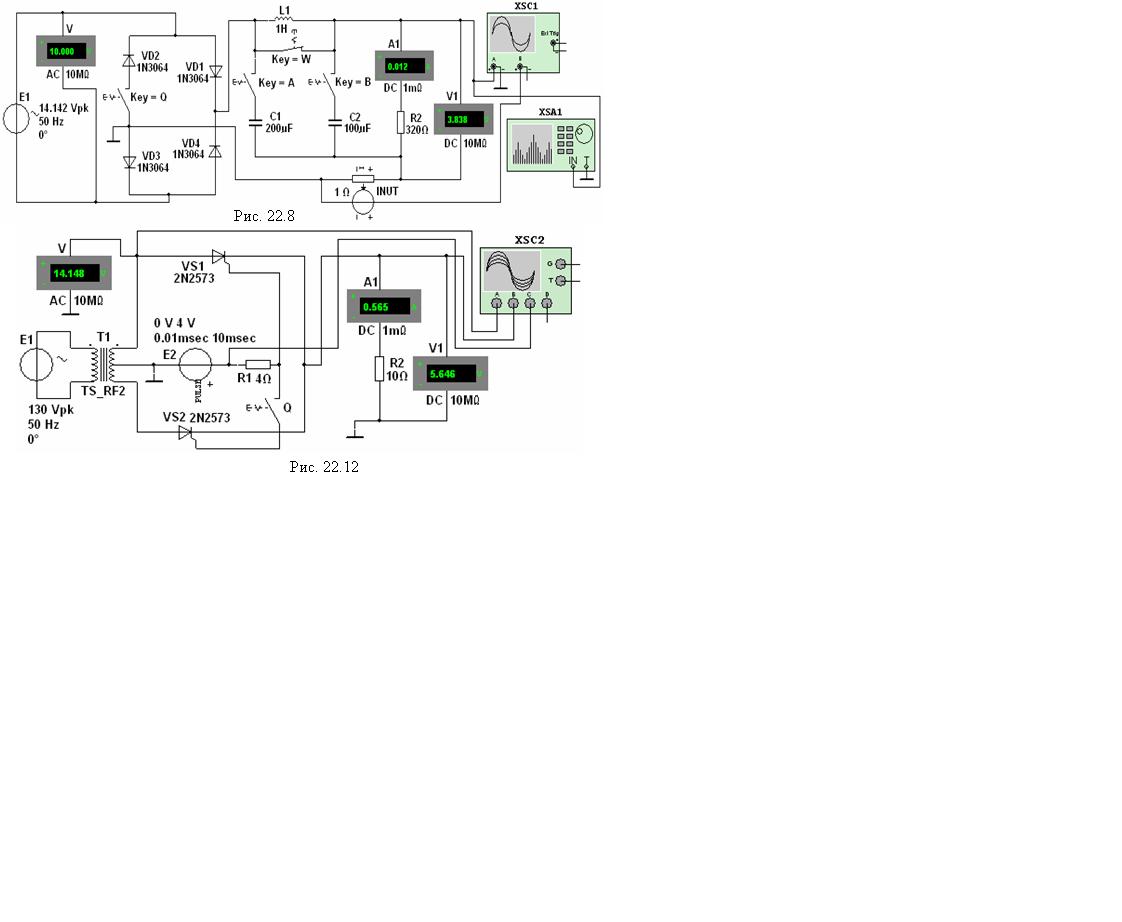 V
10.000
AC 10MΩ
E1
14.142 Vpk
50 Hz
0°
VD2
1N3064
VD1
1N3064
Key = Q
VD3
1N3064
VD4
1N3064
L1
1H
Key = W
Key = A
Key = B
C1
200µF
C2
100µF
A1
0.012
DC 1mΩ
R2
320Ω
V1
3.838
DC 10MΩ
1 Ω
INUT
XSC1
Ext Trig
A
B
XSA1
IN T
Рис. 22.8
V
14.148
AC 10MΩ
E1
130 Vpk
50 Hz
0°
T1
TS_RF2
VS1
2N2573
0 V 4 V
0.01msec 10msec
E2
PULSE
R1 4Ω
Q
VS2 2N2573
A1
0.565
DC 1mΩ
R2
10Ω
V1
5.646
DC 10MΩ
XSC2
G
T
A B C D
Рис. 22.12